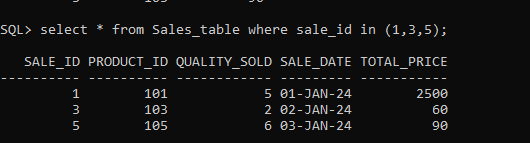 SQL> select * from Sales_table where sale_id in (1,3,5);
SALE_ID PRODUCT_ID QUALITY_SOLD SALE_DATE TOTAL_PRICE
---------- ---------- ------------ --------- -----------
1 101 5 01-JAN-24 2500
3 103 2 02-JAN-24 60
5 105 6 03-JAN-24 90